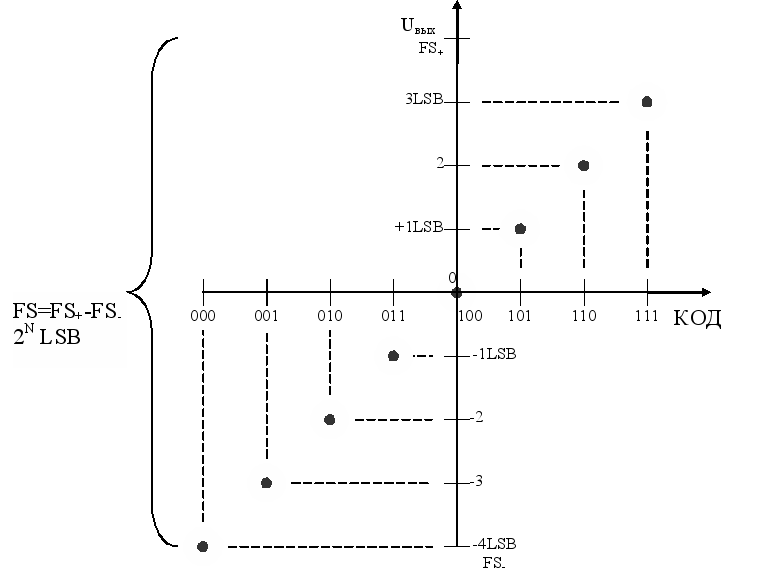 Uвых
FS+
3LSB
2
+1LSB
0
000 001 010 011 100 101 110 111 КОД
FS=FS+-FS-
2^N LSB
-1LSB
-2
-3
-4LSB
FS-